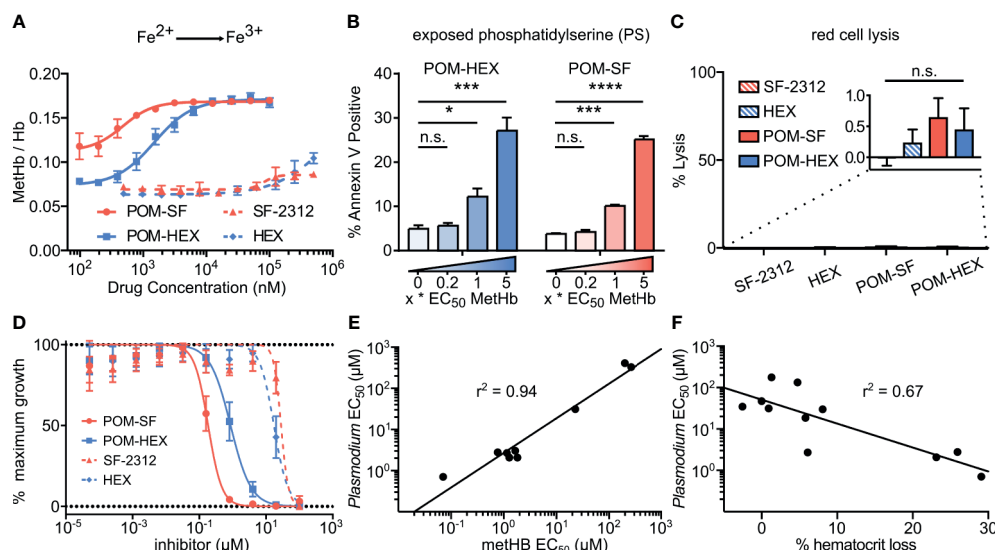 A
Fe2+ → Fe3+
MetHb / Hb
0.20
0.15
0.10
0.05
0.00
POM-SF
POM-HEX
SF-2312
HEX
10^2 10^3 10^4 10^5 10^6
Drug Concentration (nM)
B
exposed phosphatidylserine (PS)
% Annexin V Positive
40
30
20
10
0
POM-HEX
***
*
n.s.
0 0.2 1 5
x * EC50 MetHb
POM-SF
****
***
n.s.
0 0.2 1 5
x * EC50 MetHb
C
red cell lysis
% Lysis
100
50
0
SF-2312
HEX
POM-SF
POM-HEX
n.s.
1.0
0.5
0.0
SF-2312
HEX
POM-SF
POM-HEX
D
% maximum growth
100
50
0
POM-SF
POM-HEX
SF-2312
HEX
10^-5 10^-3 10^-1 10^1 10^3
inhibitor (µM)
E
Plasmodium EC50 (µM)
10^3
10^2
10^1
10^0
r2 = 0.94
10^-1 10^0 10^1 10^2 10^3
metHB EC50 (µM)
F
Plasmodium EC50 (µM)
10^3
10^2
10^1
10^0
r2 = 0.67
0 10 20 30
% hematocrit loss